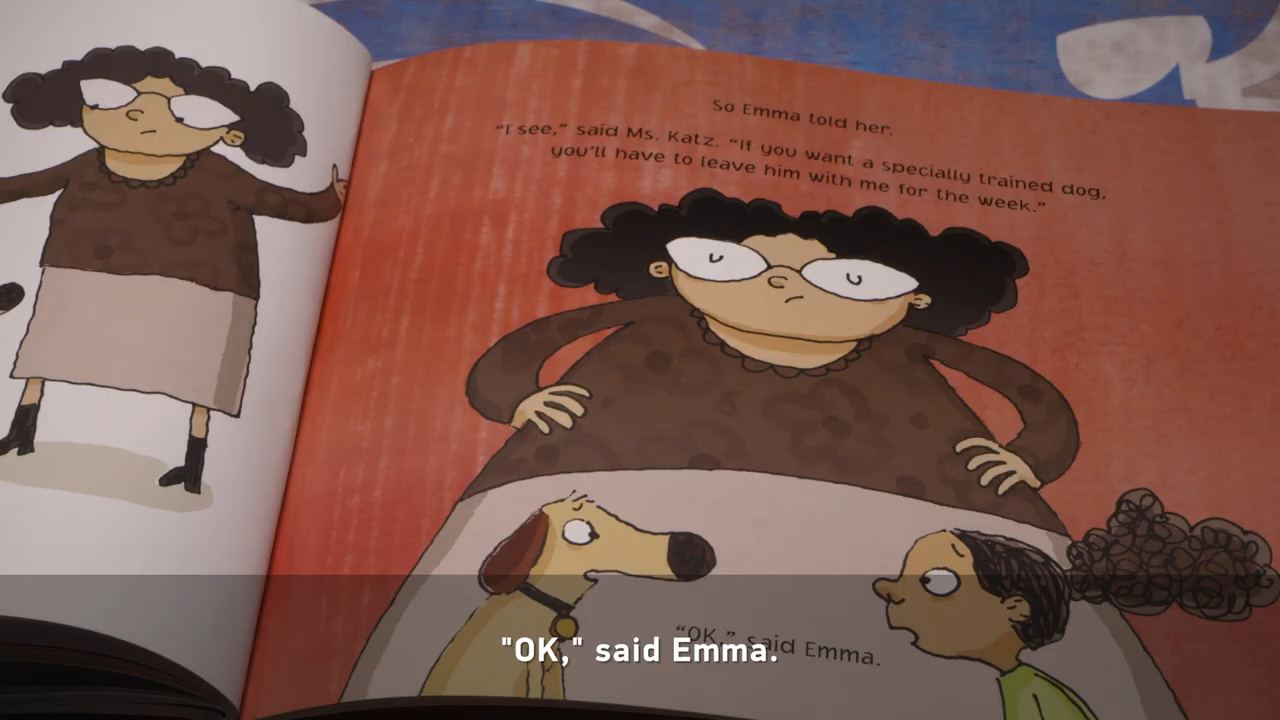 So Emma told her.
“I see,” said Ms. Katz. “If you want a specially trained dog,
you'll have to leave him with me for the week.”
“OK,” said Emma.
"OK," said Emma.